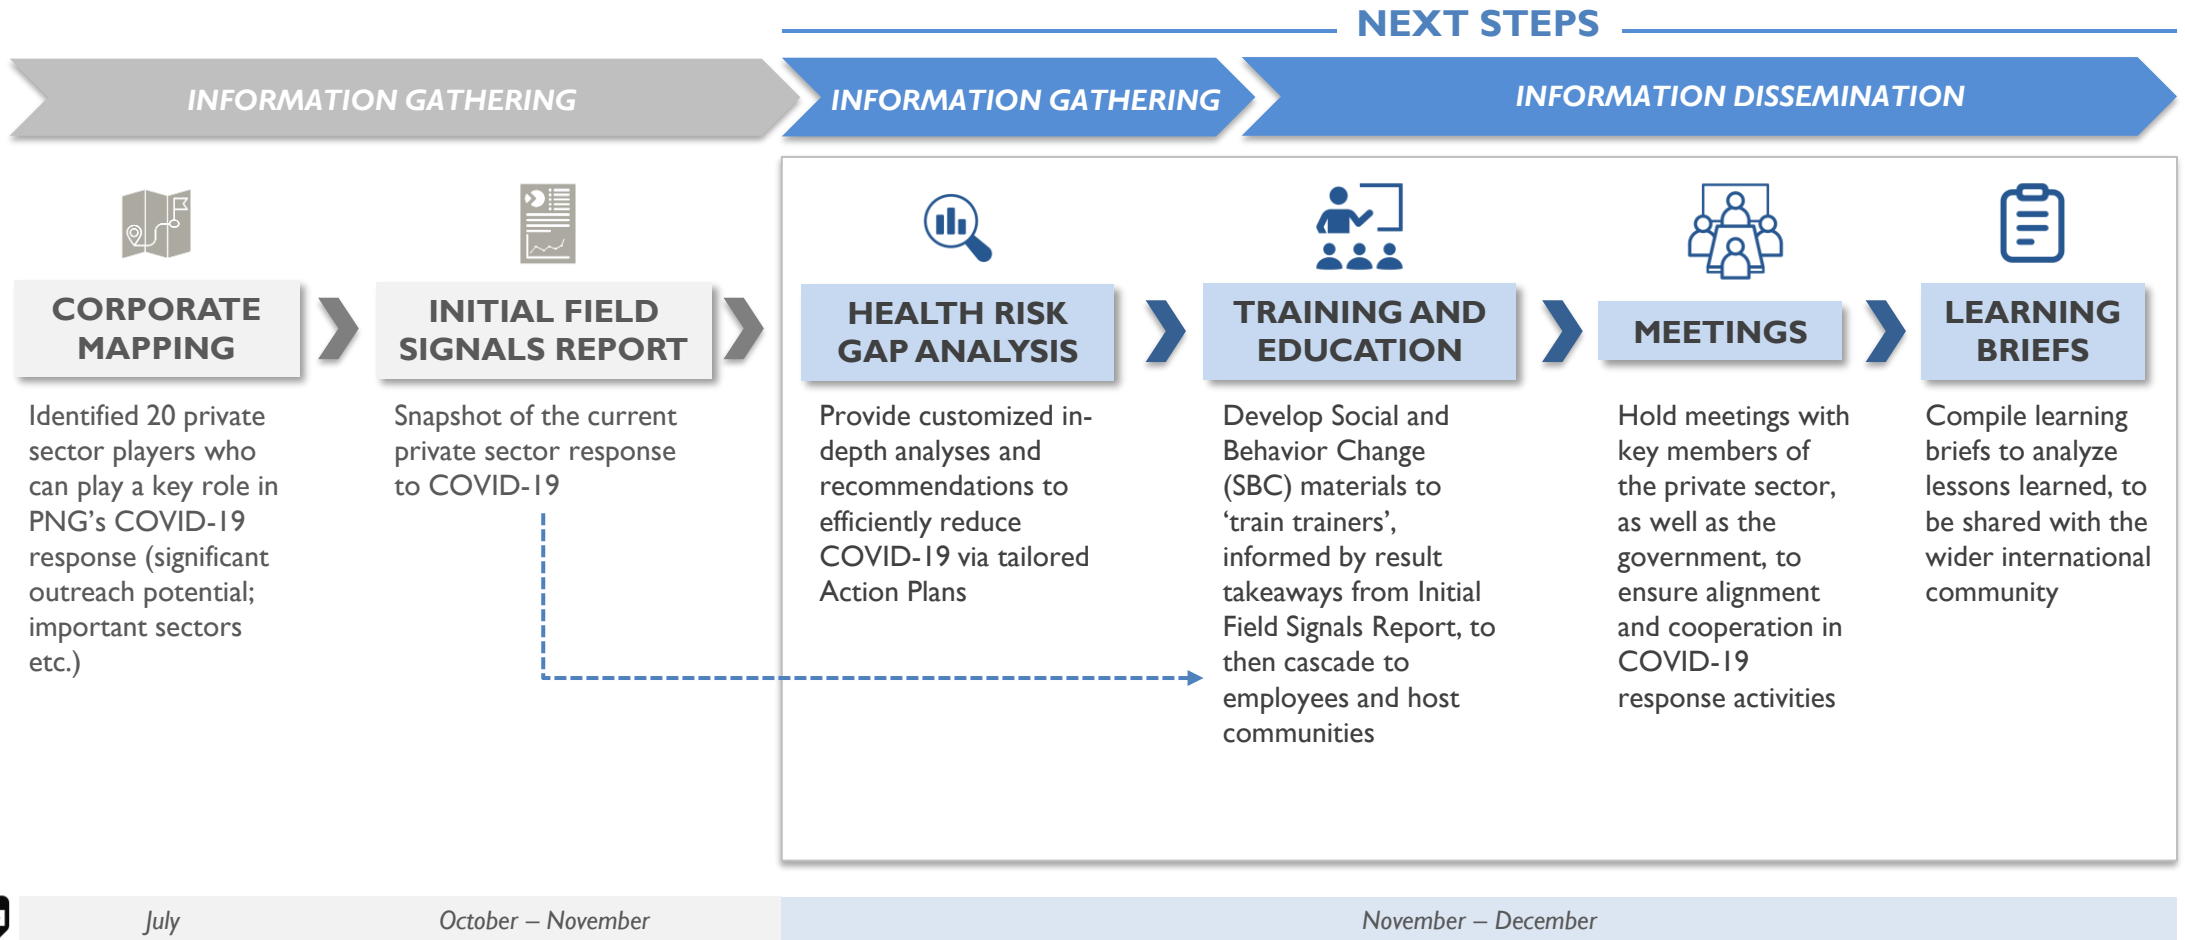 NEXT STEPS
INFORMATION GATHERING
INFORMATION GATHERING
INFORMATION DISSEMINATION
CORPORATE
MAPPING
Identified 20 private
sector players who
can play a key role in
PNG's COVID-19
response (significant
outreach potential;
important sectors
etc.)
INITIAL FIELD
SIGNALS REPORT
Snapshot of the current
private sector response
to COVID-19
HEALTH RISK
GAP ANALYSIS
Provide customized in-
depth analyses and
recommendations to
efficiently reduce
COVID-19 via tailored
Action Plans
TRAINING AND
EDUCATION
Develop Social and
Behavior Change
(SBC) materials to
‘train trainers’,
informed by result
takeaways from Initial
Field Signals Report, to
then cascade to
employees and host
communities
MEETINGS
Hold meetings with
key members of
the private sector,
as well as the
government, to
ensure alignment
and cooperation in
COVID-19
response activities
LEARNING
BRIEFS
Compile learning
briefs to analyze
lessons learned, to
be shared with the
wider international
community
July
October – November
November – December